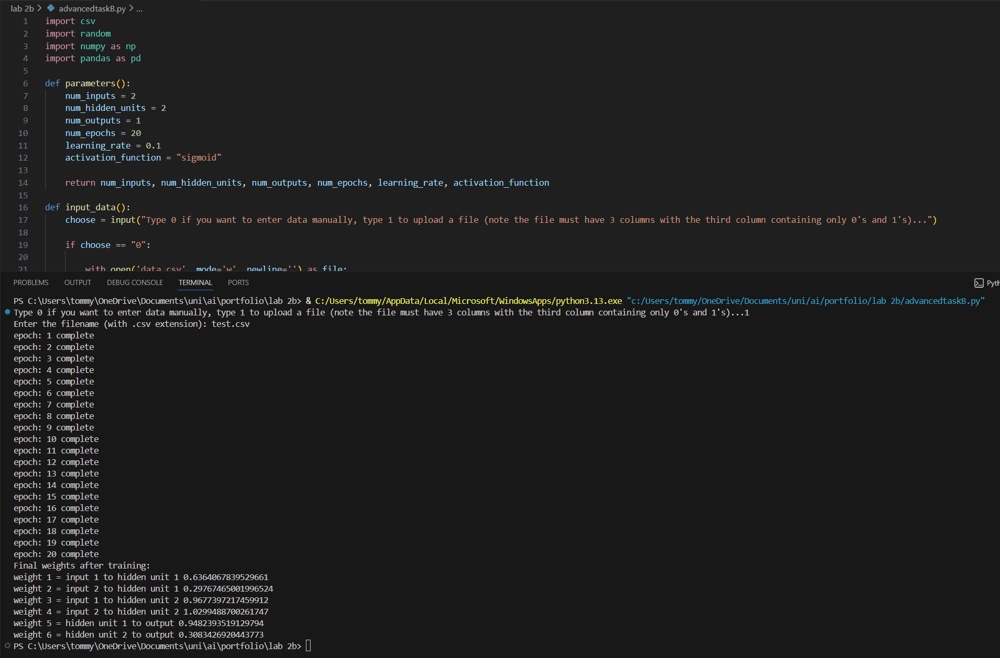 lab 2b > advancedtaskB.py > ...
1 import csv
2 import random
3 import numpy as np
4 import pandas as pd
5
6 def parameters():
7 num_inputs = 2
8 num_hidden_units = 2
9 num_outputs = 1
10 num_epochs = 20
11 learning_rate = 0.1
12 activation_function = "sigmoid"
13
14 return num_inputs, num_hidden_units, num_outputs, num_epochs, learning_rate, activation_function
15
16 def input_data():
17 choose = input("Type 0 if you want to enter data manually, type 1 to upload a file (note the file must have 3 columns with the third column containing only 0's and 1's)...")
18
19 if choose == "0":
20
21 with open('data.csv', mode='w', newline='') as file:
PROBLEMS OUTPUT DEBUG CONSOLE TERMINAL PORTS Pyth
PS C:\Users\tommy\OneDrive\Documents\uni\ai\portfolio\lab 2b> & C:/Users/tommy/AppData/Local/Microsoft/WindowsApps/python3.13.exe "c:/Users/tommy/OneDrive/Documents/uni/ai/portfolio/lab 2b/advancedtaskB.py"
Type 0 if you want to enter data manually, type 1 to upload a file (note the file must have 3 columns with the third column containing only 0's and 1's)...1
Enter the filename (with .csv extension): test.csv
epoch: 1 complete
epoch: 2 complete
epoch: 3 complete
epoch: 4 complete
epoch: 5 complete
epoch: 6 complete
epoch: 7 complete
epoch: 8 complete
epoch: 9 complete
epoch: 10 complete
epoch: 11 complete
epoch: 12 complete
epoch: 13 complete
epoch: 14 complete
epoch: 15 complete
epoch: 16 complete
epoch: 17 complete
epoch: 18 complete
epoch: 19 complete
epoch: 20 complete
Final weights after training:
weight 1 = input 1 to hidden unit 1 0.6364067839529661
weight 2 = input 2 to hidden unit 1 0.29767465001996524
weight 3 = input 1 to hidden unit 2 0.9677397217459912
weight 4 = input 2 to hidden unit 2 1.0299488700261747
weight 5 = hidden unit 1 to output 0.9482393519129794
weight 6 = hidden unit 2 to output 0.3083426920443773
PS C:\Users\tommy\OneDrive\Documents\uni\ai\portfolio\lab 2b>